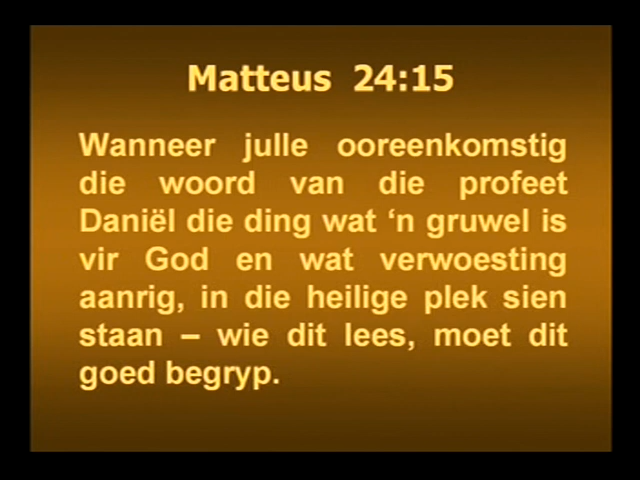 Matteus 24:15
Wanneer julle ooreenkomstig
die woord van die profeet
Daniël die ding wat ‘n gruwel is
vir God en wat verwoesting
aanrig, in die heilige plek sien
staan – wie dit lees, moet dit
goed begryp.